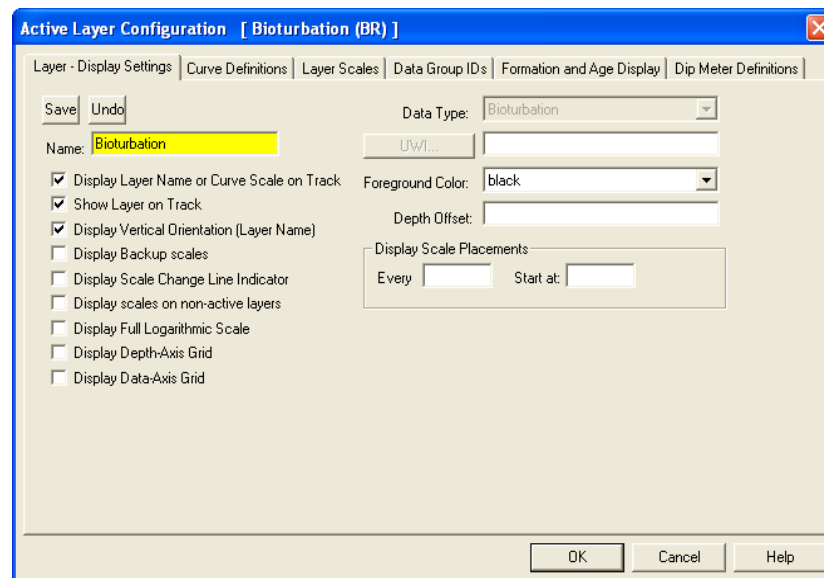 Active Layer Configuration [ Bioturbation (BR) ]
Layer - Display Settings Curve Definitions Layer Scales Data Group IDs Formation and Age Display Dip Meter Definitions
Save Undo
Name: Bioturbation
Display Layer Name or Curve Scale on Track
Show Layer on Track
Display Vertical Orientation (Layer Name)
Display Backup scales
Display Scale Change Line Indicator
Display scales on non-active layers
Display Full Logarithmic Scale
Display Depth-Axis Grid
Display Data-Axis Grid
Data Type: Bioturbation
UWI...
Foreground Color: black
Depth Offset:
Display Scale Placements
Every Start at:
OK Cancel Help